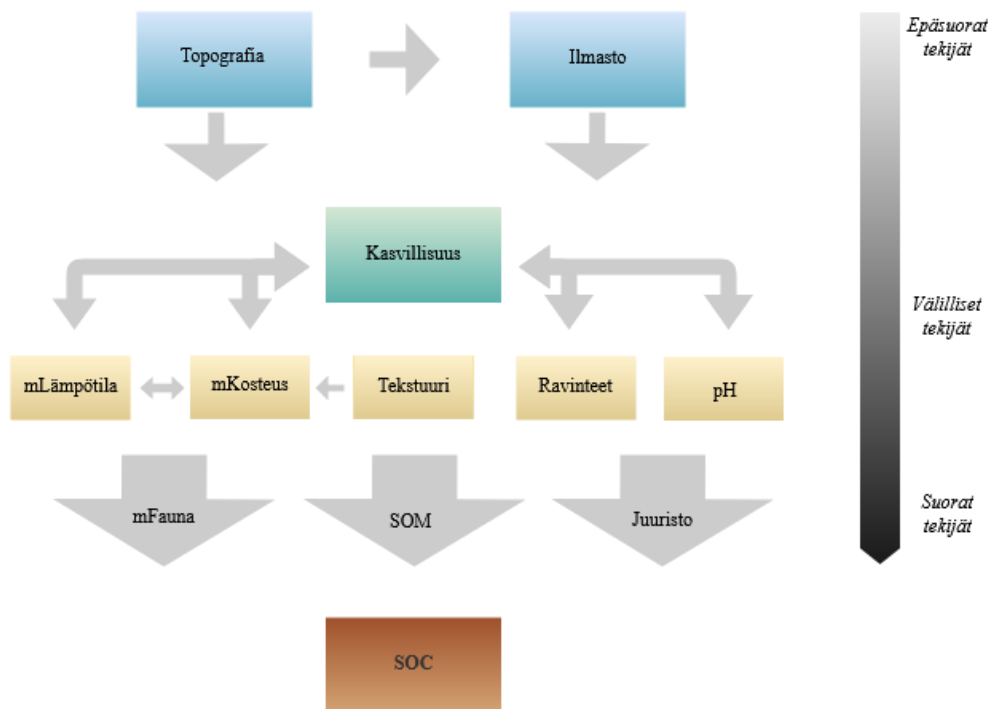 Topografia
Ilmasto
Epäsuorat
tekijät
Kasvillisuus
Välilliset
tekijät
mLämpötila
mKosteus
Tekstuuri
Ravinteet
pH
mFauna
SOM
Juuristo
Suorat
tekijät
SOC